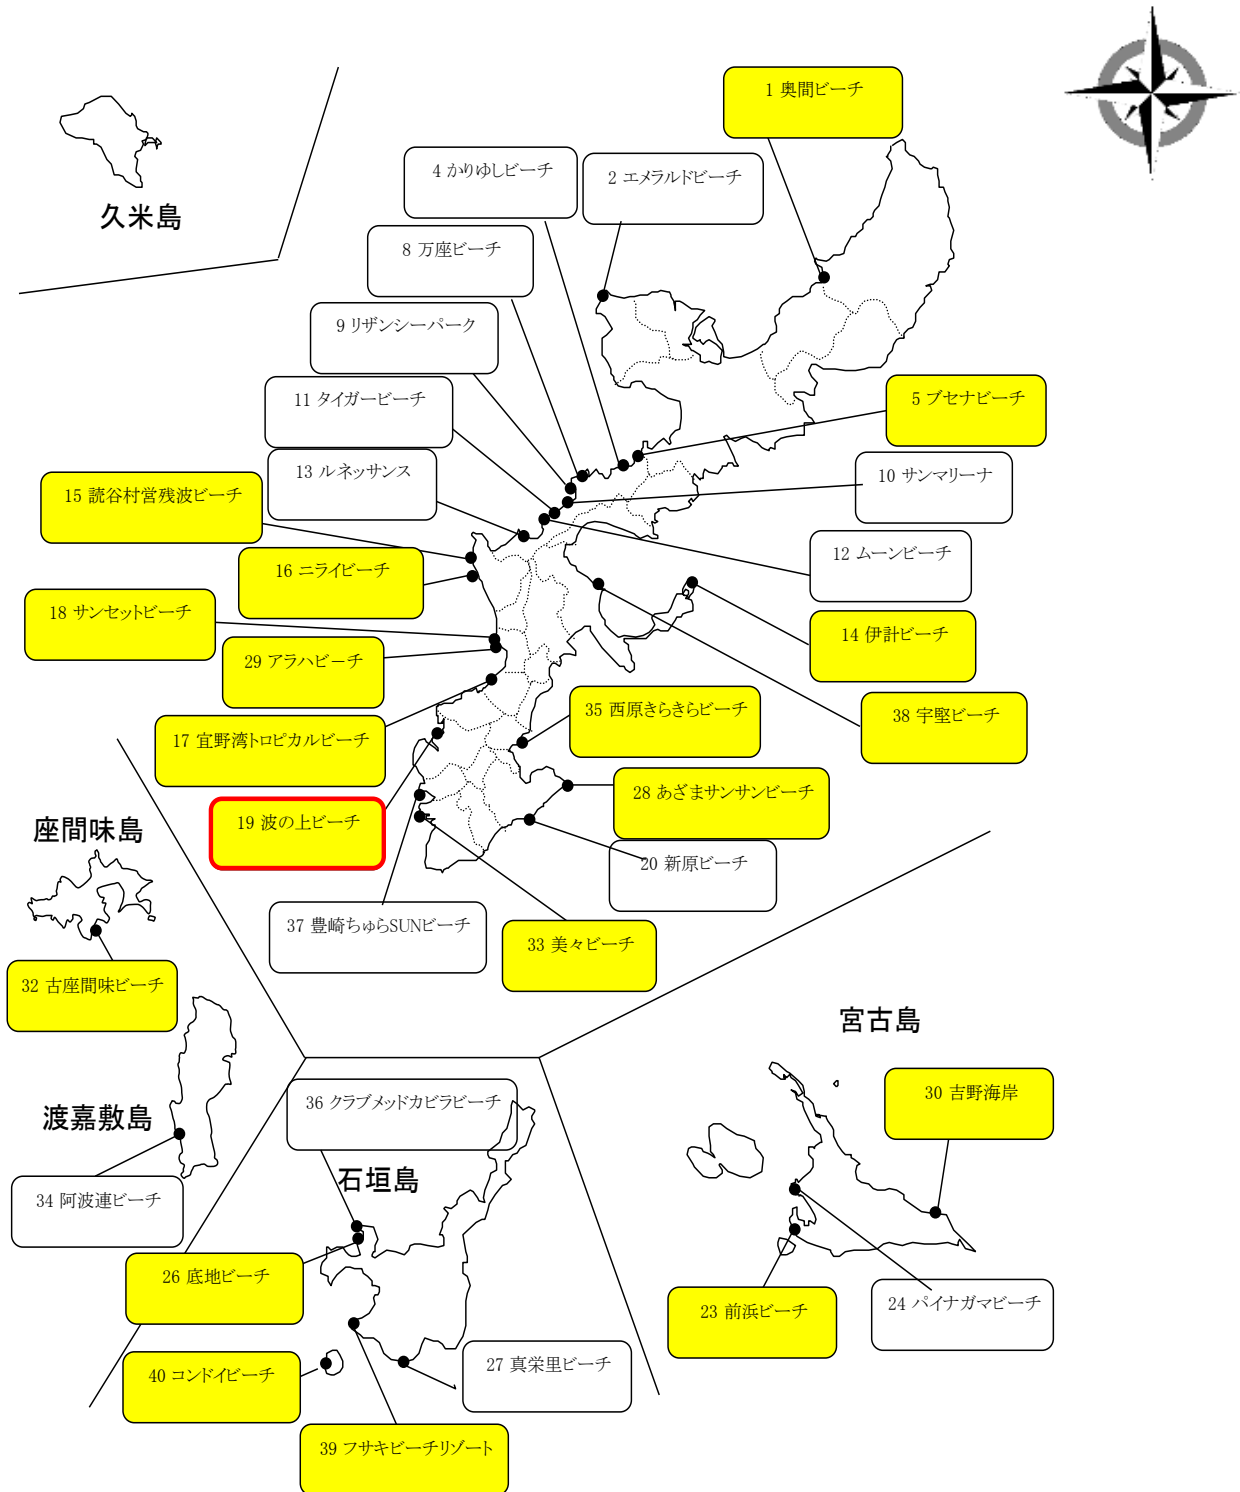 1 奥間ビーチ
4 かりゆしビーチ
2 エメラルドビーチ
久米島
8 万座ビーチ
9 リザンシーパーク
11 タイガービーチ
5 ブセナビーチ
13 ルネッサンス
10 サンマリーナ
15 読谷村営残波ビーチ
12 ムーンビーチ
16 ニライビーチ
18 サンセットビーチ
14 伊計ビーチ
29 アラハビーチ
35 西原きらきらビーチ
38 宇堅ビーチ
17 宜野湾トロピカルビーチ
28 あざまサンサンビーチ
19 波の上ビーチ
座間味島
20 新原ビーチ
37 豊崎ちゅらSUNビーチ
33 美々ビーチ
32 古座間味ビーチ
宮古島
30 吉野海岸
36 クラブメッドカビラビーチ
渡嘉敷島
石垣島
34 阿波連ビーチ
26 底地ビーチ
23 前浜ビーチ
24 パイナガマビーチ
27 真栄里ビーチ
40 コンドイビーチ
39 フサキビーチリゾート